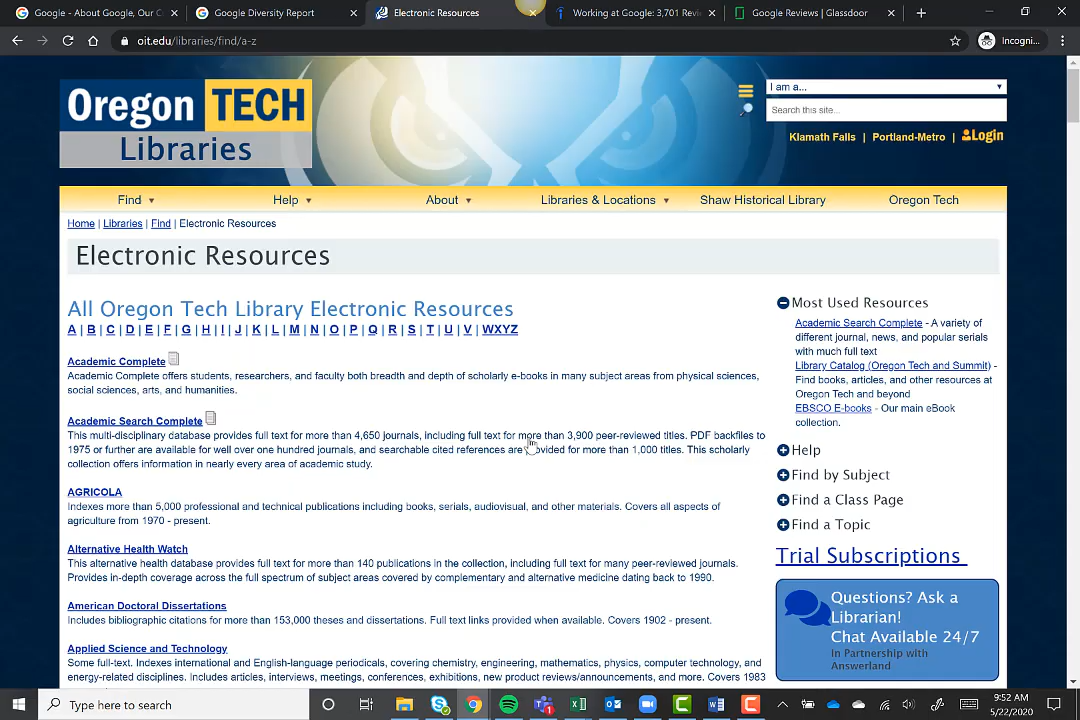 Google - About Google, Our C
Google Diversity Report
Electronic Resources
Working at Google: 3,701 Revi
Google Reviews | Glassdoor
oit.edu/libraries/find/a-z
Incogni...
Oregon TECH
Libraries
I am a...
Search this site...
Klamath Falls | Portland-Metro | Login
Find
Help
About
Libraries & Locations
Shaw Historical Library
Oregon Tech
Home | Libraries | Find | Electronic Resources
Electronic Resources
All Oregon Tech Library Electronic Resources
A | B | C | D | E | F | G | H | I | J | K | L | M | N | O | P | Q | R | S | T | U | V | WXYZ
Academic Complete
Academic Complete offers students, researchers, and faculty both breadth and depth of scholarly e-books in many subject areas from physical sciences,
social sciences, arts, and humanities.
Academic Search Complete
This multi-disciplinary database provides full text for more than 4,650 journals, including full text for more than 3,900 peer-reviewed titles. PDF backfiles to
1975 or further are available for well over one hundred journals, and searchable cited references are provided for more than 1,000 titles. This scholarly
collection offers information in nearly every area of academic study.
AGRICOLA
Indexes more than 5,000 professional and technical publications including books, serials, audiovisual, and other materials. Covers all aspects of
agriculture from 1970 - present.
Alternative Health Watch
This alternative health database provides full text for more than 140 publications in the collection, including full text for many peer-reviewed journals.
Provides in-depth coverage across the full spectrum of subject areas covered by complementary and alternative medicine dating back to 1990.
American Doctoral Dissertations
Includes bibliographic citations for more than 153,000 theses and dissertations. Full text links provided when available. Covers 1902 - present.
Applied Science and Technology
Some full-text. Indexes international and English-language periodicals, covering chemistry, engineering, mathematics, physics, computer technology, and
energy-related disciplines. Includes articles, interviews, meetings, conferences, exhibitions, new product reviews/announcements, and more. Covers 1983
Most Used Resources
Academic Search Complete - A variety of
different journal, news, and popular serials
with much full text
Library Catalog (Oregon Tech and Summit) -
Find books, articles, and other resources at
Oregon Tech and beyond
EBSCO E-books - Our main eBook
collection.
Help
Find by Subject
Find a Class Page
Find a Topic
Trial Subscriptions
Questions? Ask a
Librarian!
Chat Available 24/7
In Partnership with
Answerland
Type here to search
9:52 AM
5/22/2020